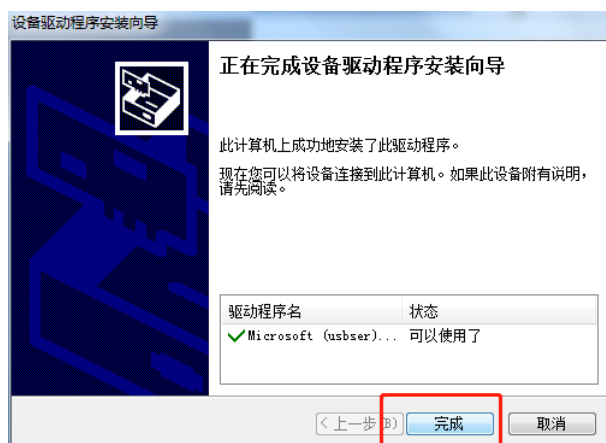 设备驱动程序安装向导
正在完成设备驱动程序安装向导
此计算机上成功地安装了此驱动程序。
现在您可以将设备连接到此计算机。如果此设备附有说明，
请先阅读。
驱动程序名 状态
Microsoft (usbser)... 可以使用了
<上一步(B) 完成 取消